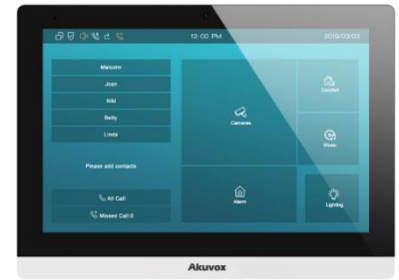 12:00 PM
2019/03/03
Malcolm
Joan
Niki
Betty
Linda
Please add contacts
All Call
Missed Call:0
Cameras
Alarm
Comfort
Music
Lighting
Akuvox